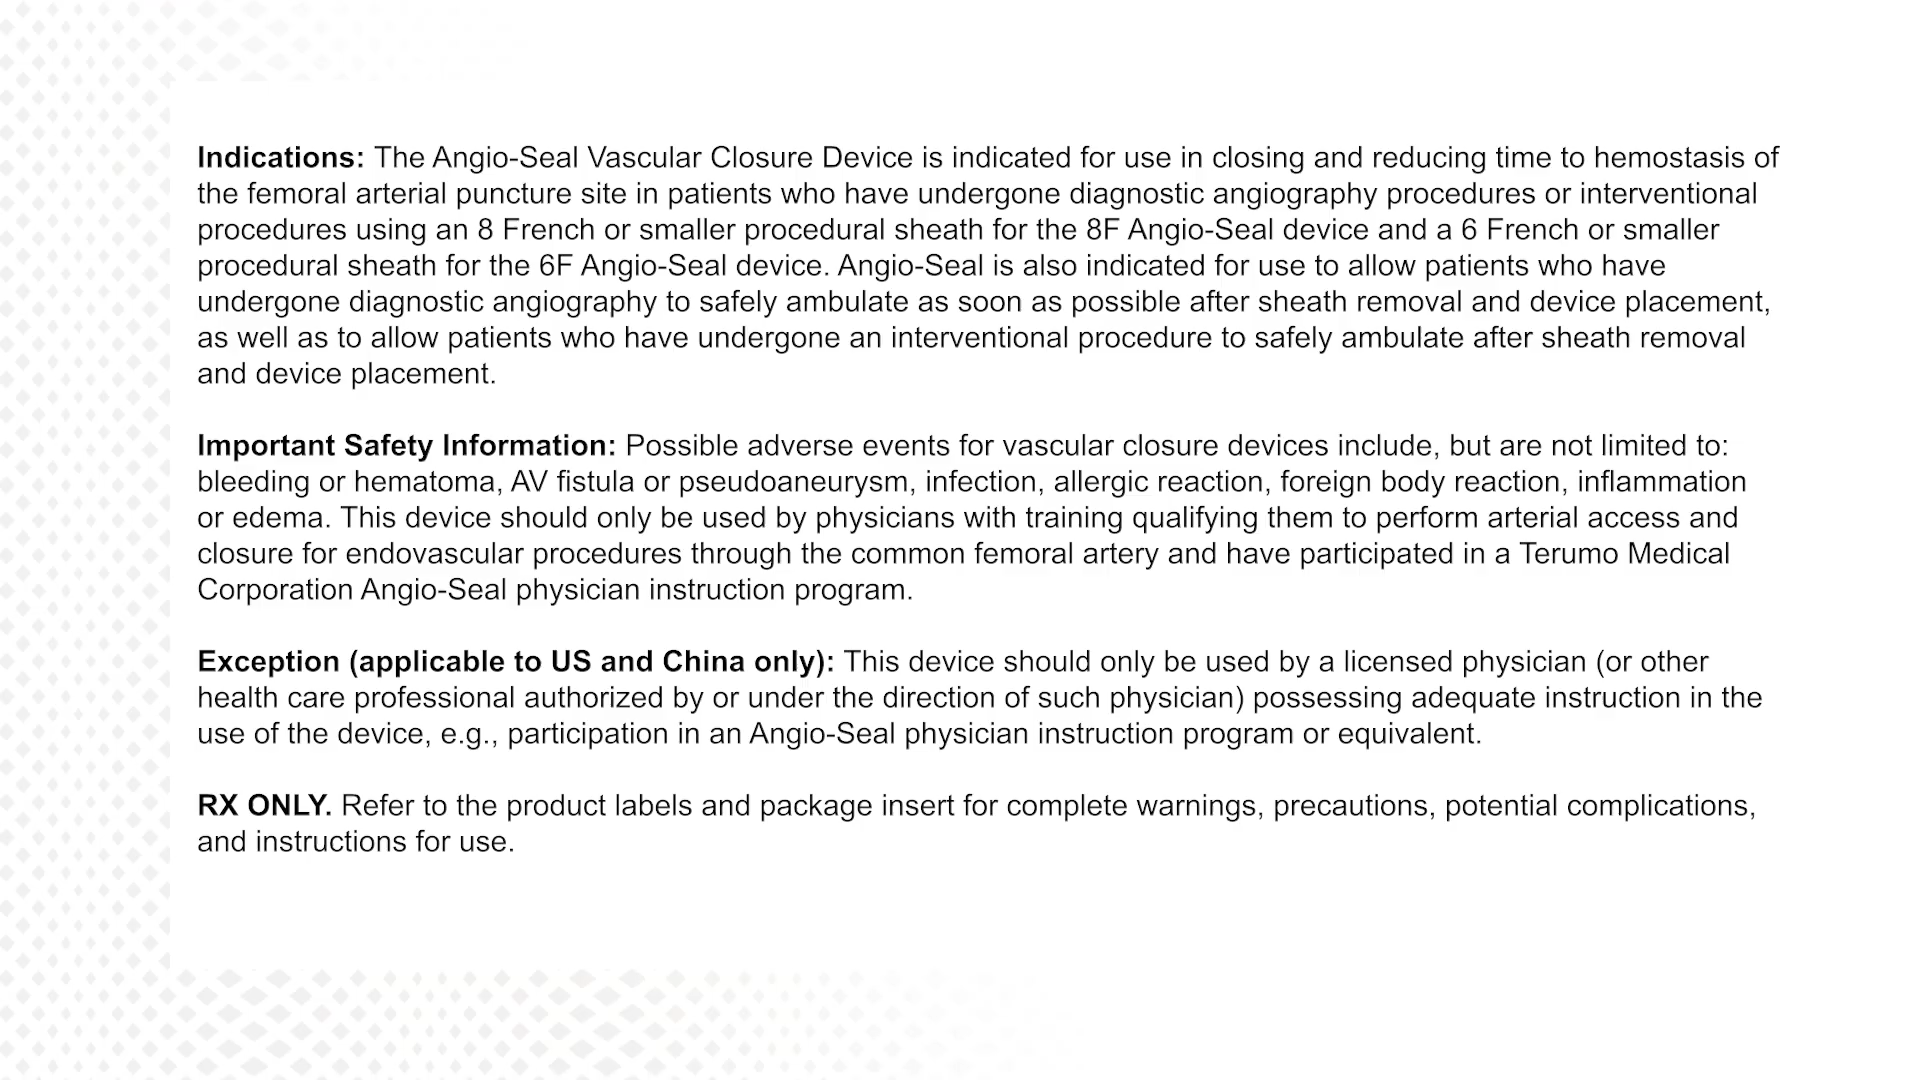 Indications: The Angio-Seal Vascular Closure Device is indicated for use in closing and reducing time to hemostasis of
the femoral arterial puncture site in patients who have undergone diagnostic angiography procedures or interventional
procedures using an 8 French or smaller procedural sheath for the 8F Angio-Seal device and a 6 French or smaller
procedural sheath for the 6F Angio-Seal device. Angio-Seal is also indicated for use to allow patients who have
undergone diagnostic angiography to safely ambulate as soon as possible after sheath removal and device placement,
as well as to allow patients who have undergone an interventional procedure to safely ambulate after sheath removal
and device placement.
Important Safety Information: Possible adverse events for vascular closure devices include, but are not limited to:
bleeding or hematoma, AV fistula or pseudoaneurysm, infection, allergic reaction, foreign body reaction, inflammation
or edema. This device should only be used by physicians with training qualifying them to perform arterial access and
closure for endovascular procedures through the common femoral artery and have participated in a Terumo Medical
Corporation Angio-Seal physician instruction program.
Exception (applicable to US and China only): This device should only be used by a licensed physician (or other
health care professional authorized by or under the direction of such physician) possessing adequate instruction in the
use of the device, e.g., participation in an Angio-Seal physician instruction program or equivalent.
RX ONLY. Refer to the product labels and package insert for complete warnings, precautions, potential complications,
and instructions for use.